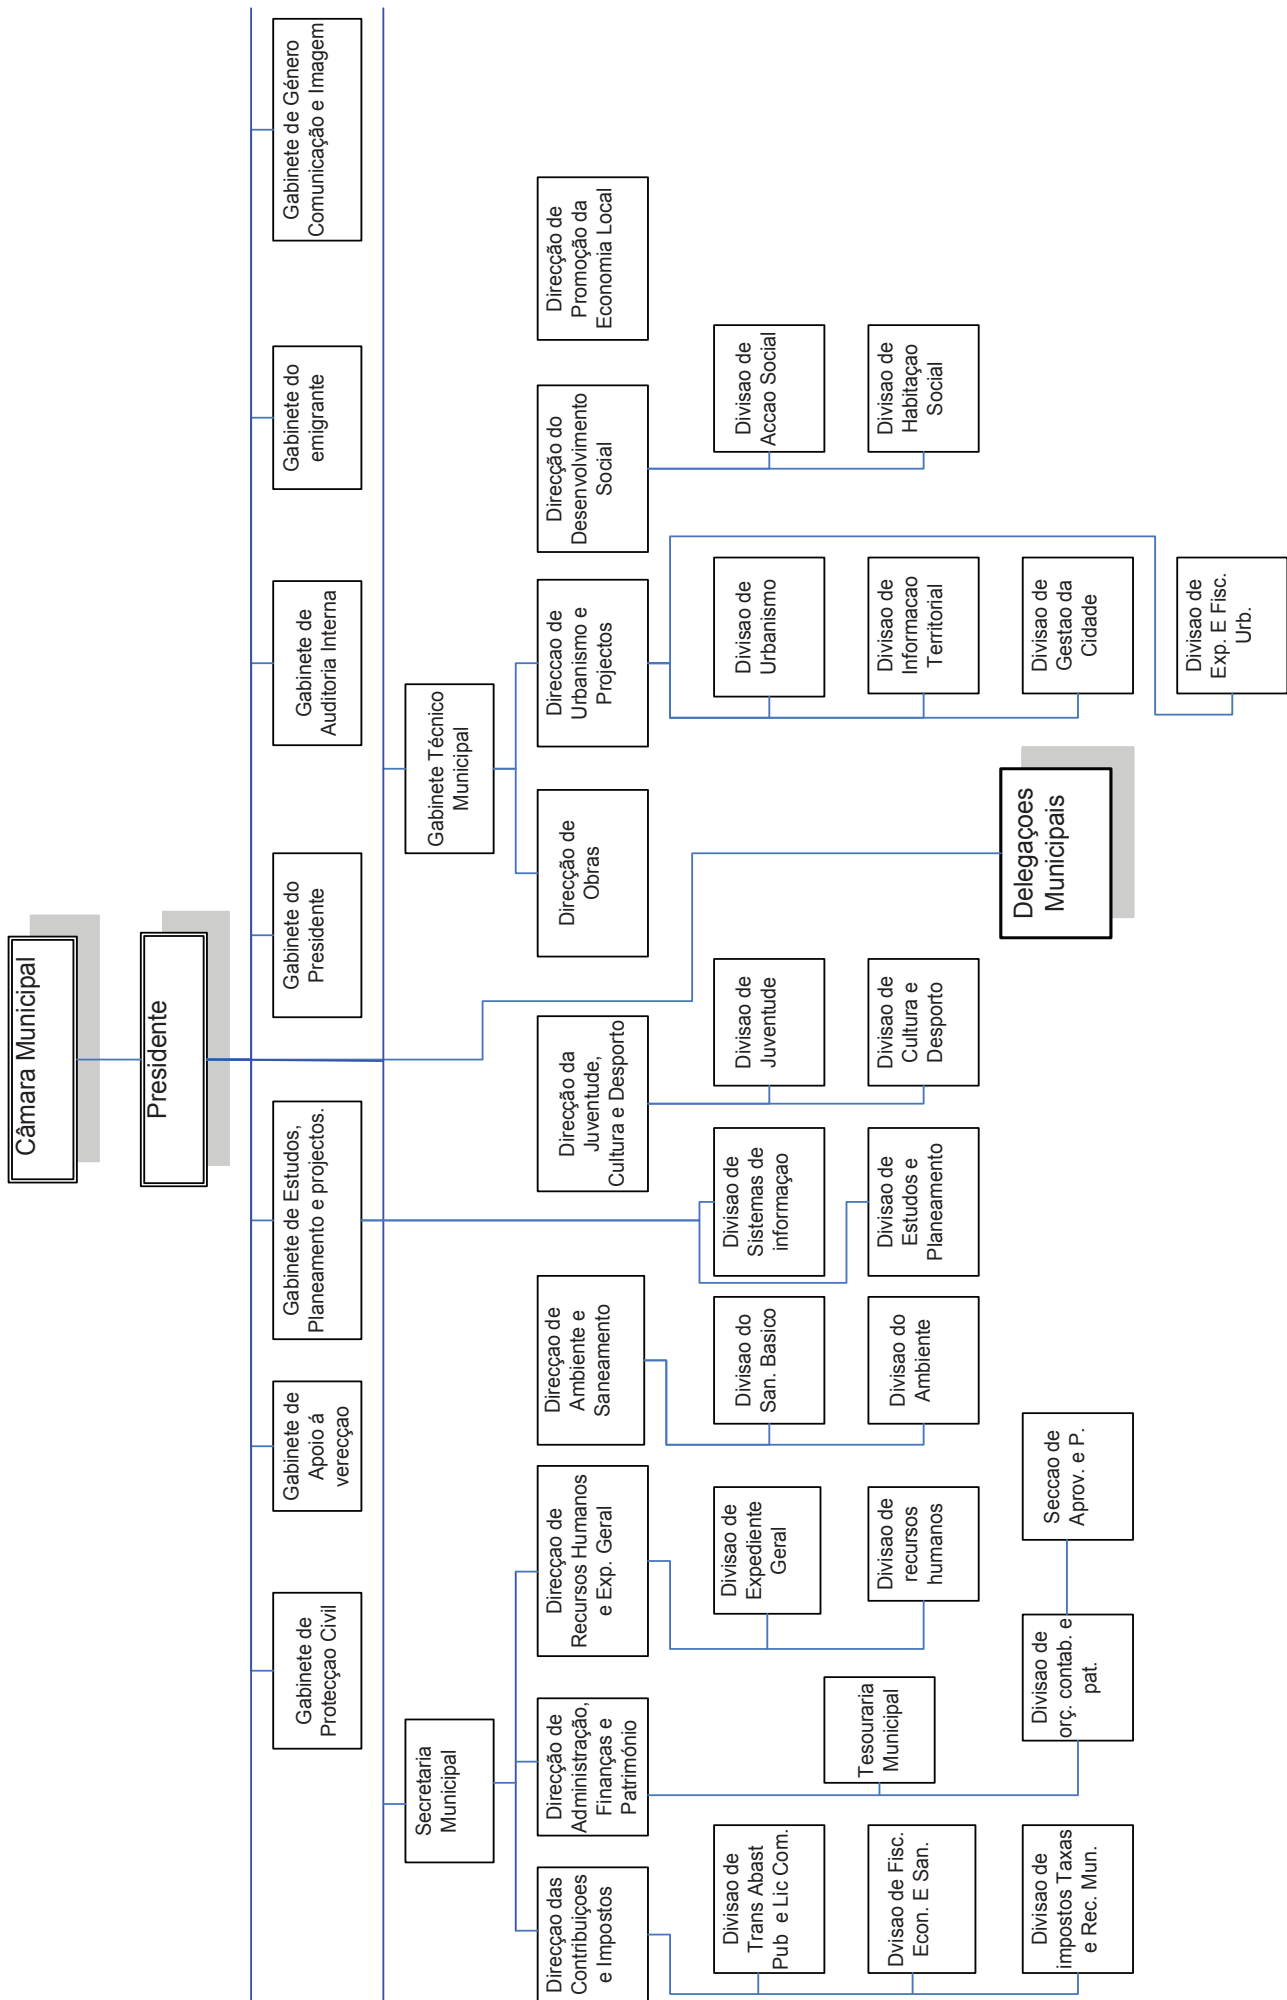 Câmara Municipal
Presidente
Gabinete de
Protecçao Civil
Gabinete de
Apoio á
verecçao
Gabinete de Estudos,
Planeamento e projectos.
Gabinete do
Presidente
Gabinete de
Auditoria Interna
Gabinete do
emigrante
Gabinete de Género
Comunicação e Imagem
Secretaria
Municipal
Gabinete Técnico
Municipal
Direcçao das
Contribuiçoes
e Impostos
Direcção de
Administração,
Finanças e
Património
Direcção de
Recursos Humanos
e Exp. Geral
Direcçao de
Ambiente e
Saneamento
Direcção da
Juventude,
Cultura e Desporto
Direcção de
Obras
Direccao de
Urbanismo e
Projectos
Direcção do
Desenvolvimento
Social
Direcção de
Promoção da
Economia Local
Divisao de
Trans Abast
Pub e Lic Com.
Divisao de
Expediente
Geral
Divisao do
San. Basico
Divisao de
Sistemas de
informaçao
Divisao de
Juventude
Divisao de
Urbanismo
Divisao de
Accao Social
Tesouraria
Municipal
Dvisao de Fisc.
Econ. E San.
Divisao de
recursos
humanos
Divisao do
Ambiente
Divisao de
Estudos e
Planeamento
Divisao de
Cultura e
Desporto
Divisao de
Informacao
Territorial
Divisao de
Habitaçao
Social
Divisao de
impostos Taxas
e Rec. Mun.
Divisao de
orç. contab. e
pat.
Seccao de
Aprov. e P.
Delegaçoes
Municipais
Divisao de
Gestao da
Cidade
Divisao de
Exp. E Fisc.
Urb.